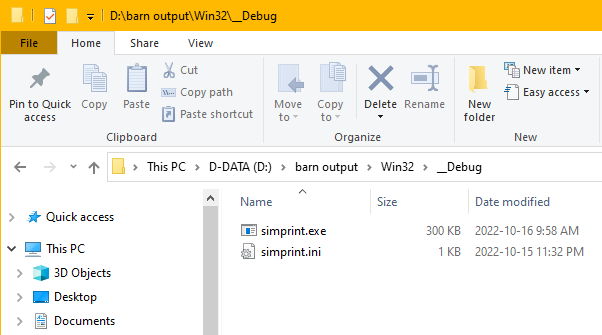 D:\barn output\Win32\__Debug
File Home Share View
Pin to Quick access
Copy
Paste
Cut
Copy path
Paste shortcut
Clipboard
Move to
Copy to
Delete
Rename
Organize
New folder
New item
Easy access
New
This PC > D-DATA (D:) > barn output > Win32 > __Debug
Name Size Date modified
simprint.exe 300 KB 2022-10-16 9:58 AM
simprint.ini 1 KB 2022-10-15 11:32 PM
Quick access
This PC
3D Objects
Desktop
Documents